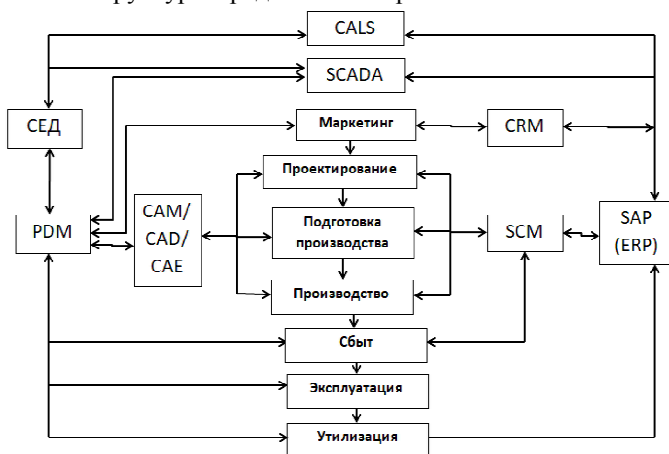 CALS
SCADA
СЕД
Маркетинг
CRM
Проектирование
CAM/
CAD/
CAE
PDM
Подготовка
производства
SCM
SAP
(ERP)
Производство
Сбыт
Эксплуатация
Утилизация